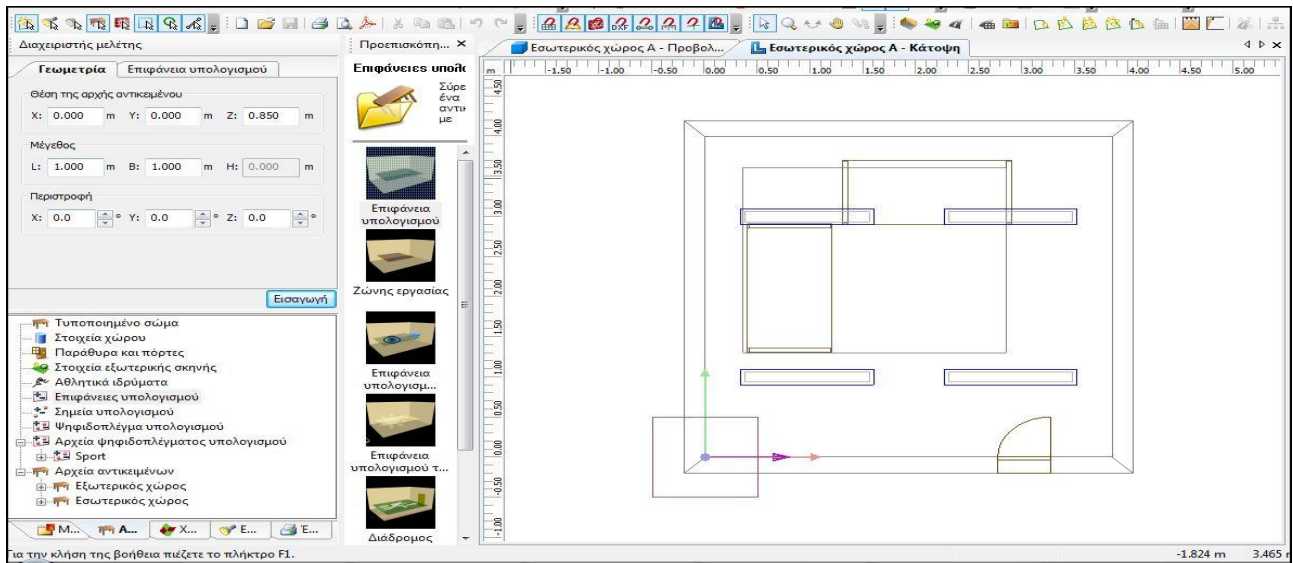 Διαχειριστής μελέτης
Γεωμετρία Επιφάνεια υπολογισμού
Θέση της αρχής αντικειμένου
X: 0.000 m Y: 0.000 m Z: 0.850 m
Μέγεθος
L: 1.000 m B: 1.000 m H: 0.000 m
Περιστροφή
X: 0.0 ° Y: 0.0 ° Z: 0.0 °
Εισαγωγή
Τυποποιημένο σώμα
Στοιχεία χώρου
Παράθυρα και πόρτες
Στοιχεία εξωτερικής σκηνής
Αθλητικά ιδρύματα
Επιφάνειες υπολογισμού
Σημεία υπολογισμού
Ψηφιδοπλέγμα υπολογισμού
Αρχεία ψηφιδοπλέγματος υπολογισμού
Sport
Αρχεία αντικειμένων
Εξωτερικός χώρος
Εσωτερικός χώρος
Μ... Α... Χ... Ε... Έ...
Προεπισκόπη... ×
Επιφάνειες υπολ
Σύρε
ένα
αντι
με
Επιφάνεια
υπολογισμού
Ζώνης εργασίας
Επιφάνεια
υπολογισμ...
Επιφάνεια
υπολογισμού τ...
Διάδρομος
Εσωτερικός χώρος A - Προβολ... Εσωτερικός χώρος A - Κάτοψη
m -1.50 -1.00 -0.50 0.00 0.50 1.00 1.50 2.00 2.50 3.00 3.50 4.00 4.50 5.00
4.50
4.00
3.50
3.00
2.50
2.00
1.50
1.00
0.50
0.00
-0.50
-1.00
Για την κλήση της βοήθεια πιέζετε το πλήκτρο F1.
-1.824 m 3.465